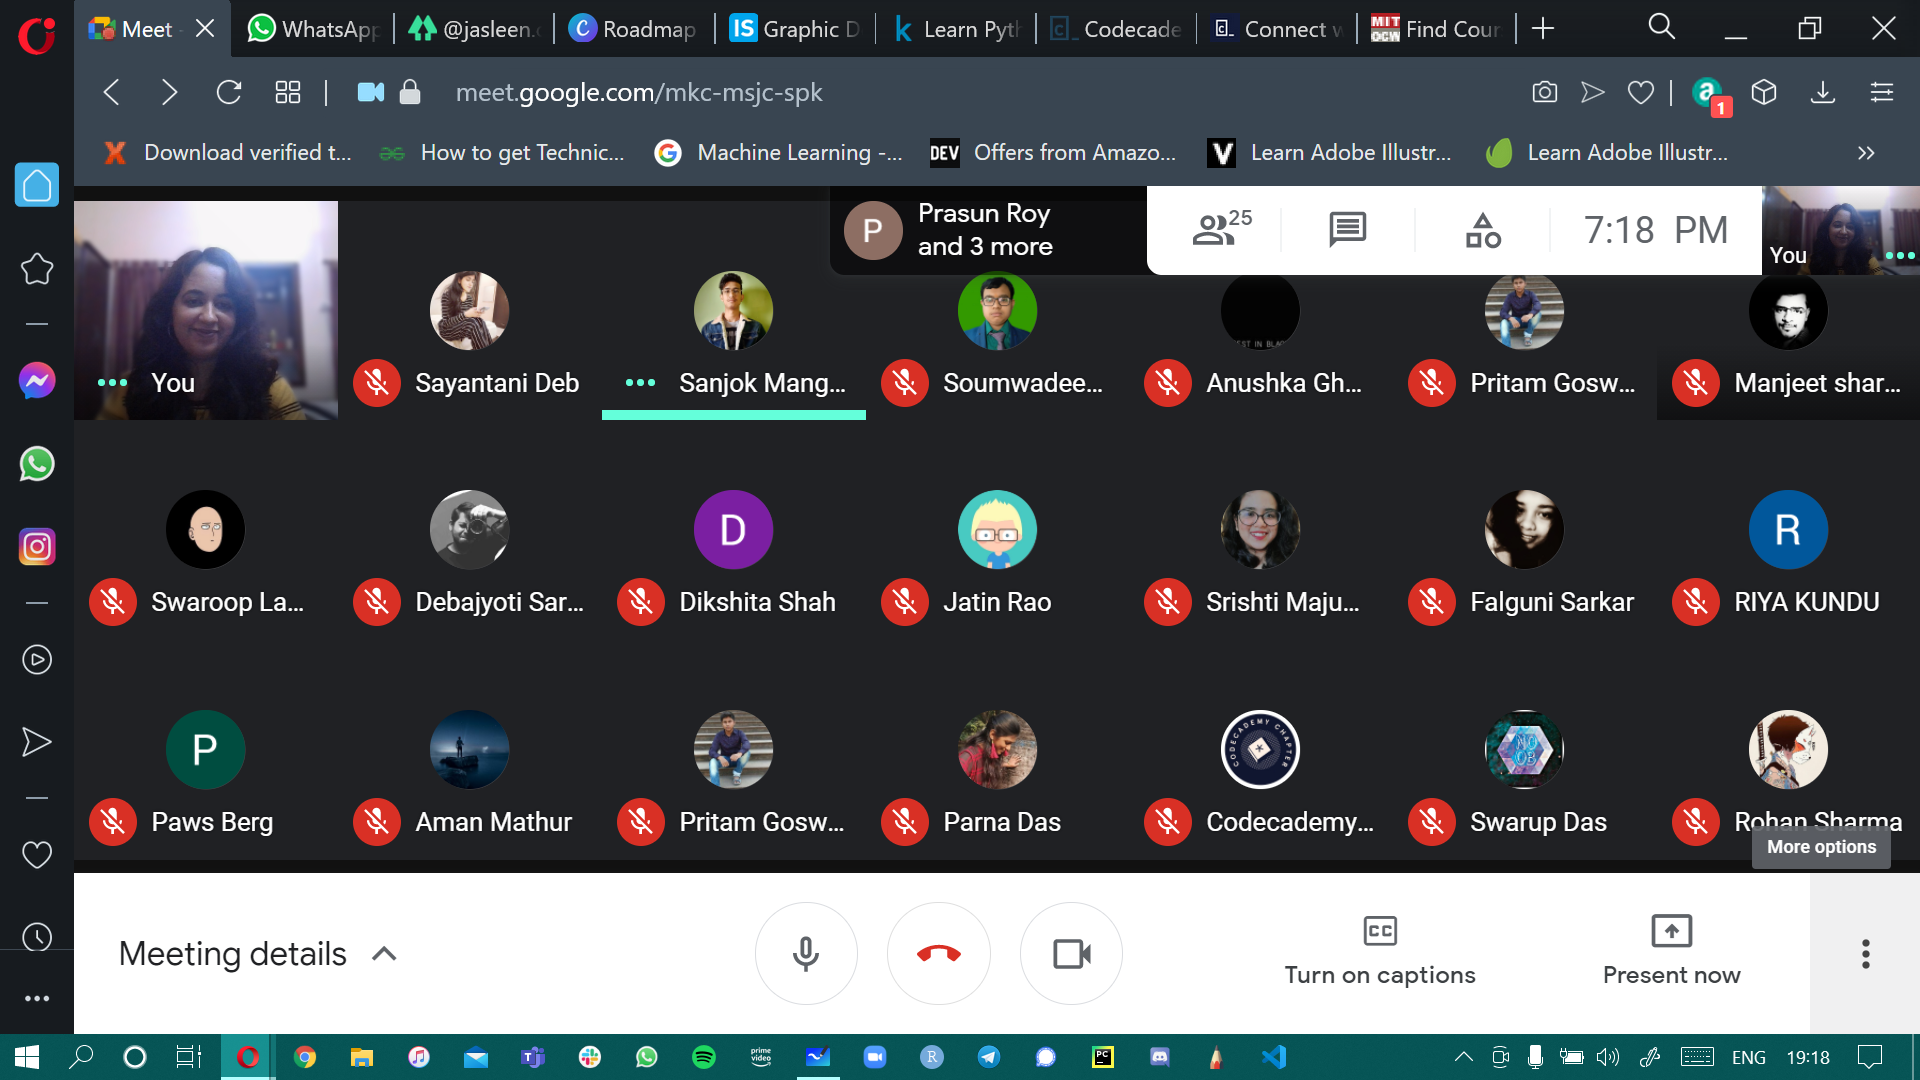 Meet
WhatsApp
@jasleen.
Roadmap
Graphic D
Learn Pyth
Codecade
Connect w
Find Cour
meet.google.com/mkc-msjc-spk
1
Download verified t...
How to get Technic...
Machine Learning -...
DEV Offers from Amazo...
Learn Adobe Illustr...
Learn Adobe Illustr...
P Prasun Roy
and 3 more
25
7:18 PM
You
You
Sayantani Deb
Sanjok Mang...
Soumwadee...
Anushka Gh...
Pritam Gosw...
Manjeet shar...
D
R
Swaroop La...
Debajyoti Sar...
Dikshita Shah
Jatin Rao
Srishti Maju...
Falguni Sarkar
RIYA KUNDU
P
CODECADEMY CHAPTER
Paws Berg
Aman Mathur
Pritam Gosw...
Parna Das
Codecademy...
Swarup Das
Rohan Sharma
More options
Meeting details
Turn on captions
Present now
ENG 19:18